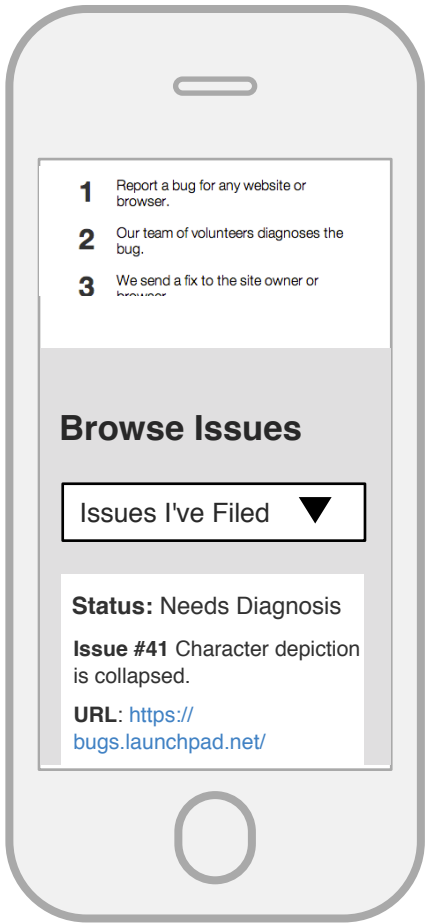 1 Report a bug for any website or
browser.
2 Our team of volunteers diagnoses the
bug.
3 We send a fix to the site owner or
browser
Browse Issues
Issues I've Filed
Status: Needs Diagnosis
Issue #41 Character depiction
is collapsed.
URL: https://
bugs.launchpad.net/